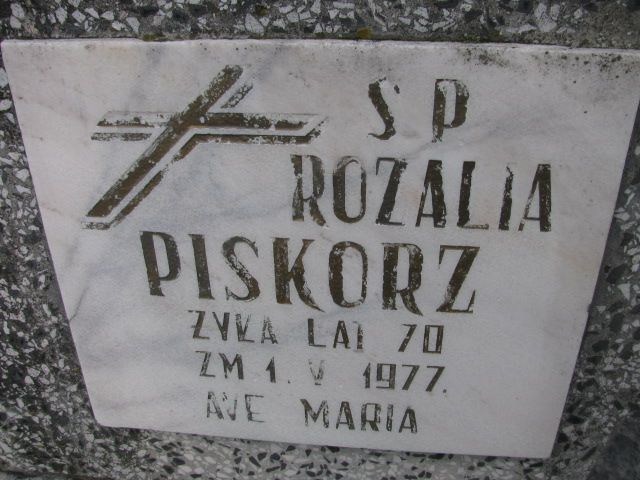 Ś P
ROZALIA
PISKORZ
ŻYŁA LAT 70
ZM 1. V 1977.
AVE MARIA